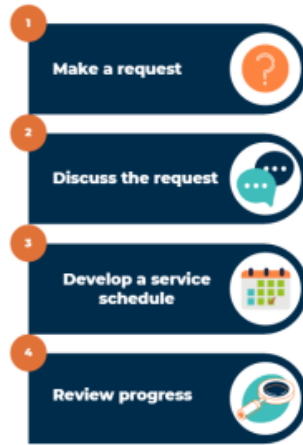 1
Make a request
?
2
Discuss the request
3
Develop a service
schedule
4
Review progress